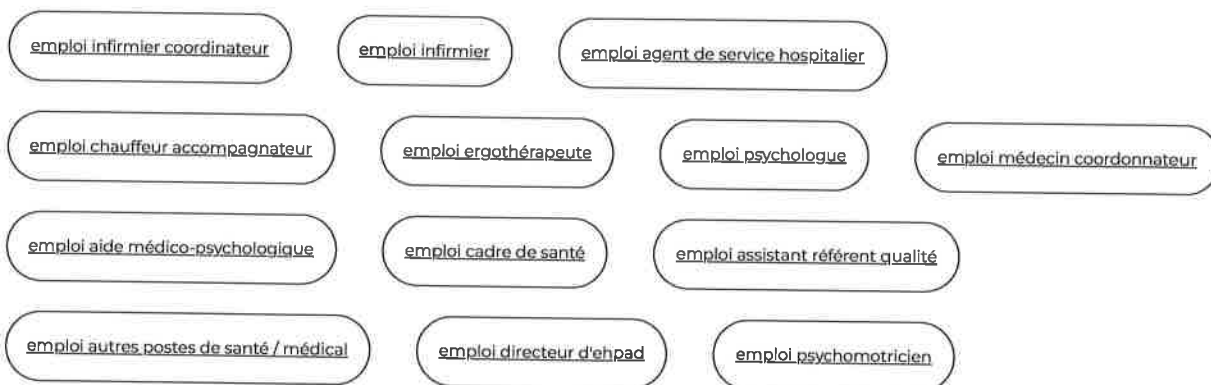 emploi infirmier coordinateur
emploi infirmier
emploi agent de service hospitalier
emploi chauffeur accompagnateur
emploi ergothérapeute
emploi psychologue
emploi médecin coordonnateur
emploi aide médico-psychologique
emploi cadre de santé
emploi assistant référent qualité
emploi autres postes de santé / médical
emploi directeur d'ehpad
emploi psychomotricien